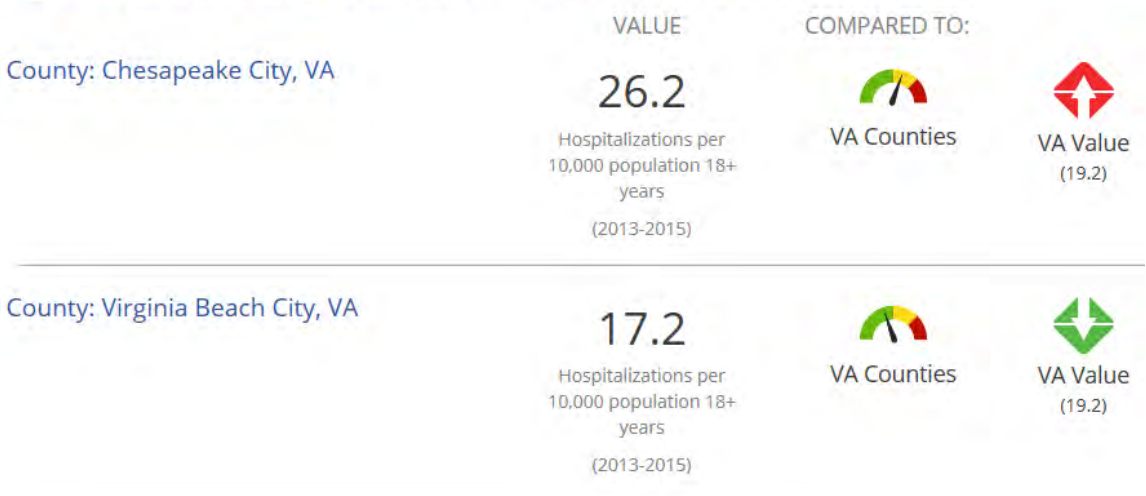 VALUE COMPARED TO:
County: Chesapeake City, VA
26.2
Hospitalizations per
10,000 population 18+
years
(2013-2015)
VA Counties
VA Value
(19.2)
County: Virginia Beach City, VA
17.2
Hospitalizations per
10,000 population 18+
years
(2013-2015)
VA Counties
VA Value
(19.2)